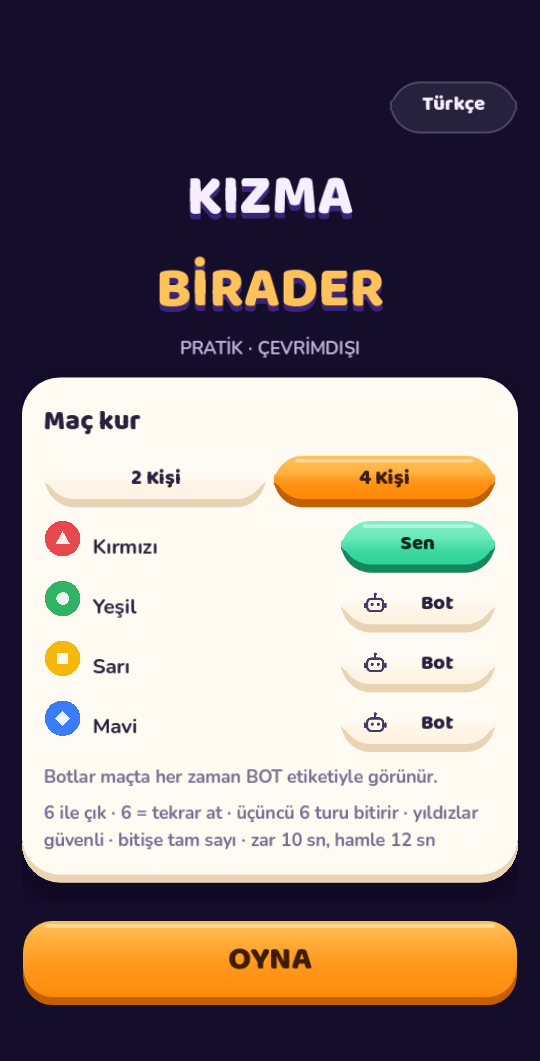 Türkçe
KIZMA
BİRADER
PRATİK · ÇEVRİMDIŞI
Maç kur
2 Kişi
4 Kişi
Kırmızı
Sen
Yeşil
Bot
Sarı
Bot
Mavi
Bot
Botlar maçta her zaman BOT etiketiyle görünür.
6 ile çık · 6 = tekrar at · üçüncü 6 turu bitirir · yıldızlar
güvenli · bitişe tam sayı · zar 10 sn, hamle 12 sn
OYNA